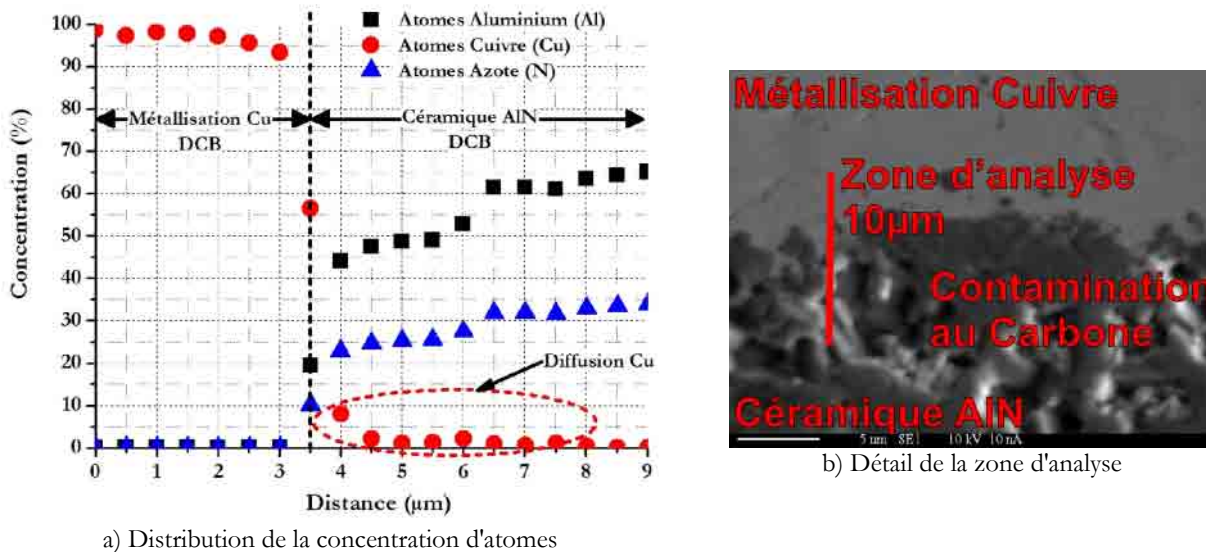 100
90
80
70
60
50
40
30
20
10
0
Concentration (%)
Atomes Aluminium (Al)
Atomes Cuivre (Cu)
Atomes Azote (N)
Métallisation Cu
DCB
Céramique AlN
DCB
Diffusion Cu
0 1 2 3 4 5 6 7 8 9
Distance (µm)
a) Distribution de la concentration d'atomes
Métallisation Cuivre
Zone d'analyse
10µm
Contamination
au Carbone
Céramique AlN
5 µm SE1 10 kV 10 nA
b) Détail de la zone d'analyse